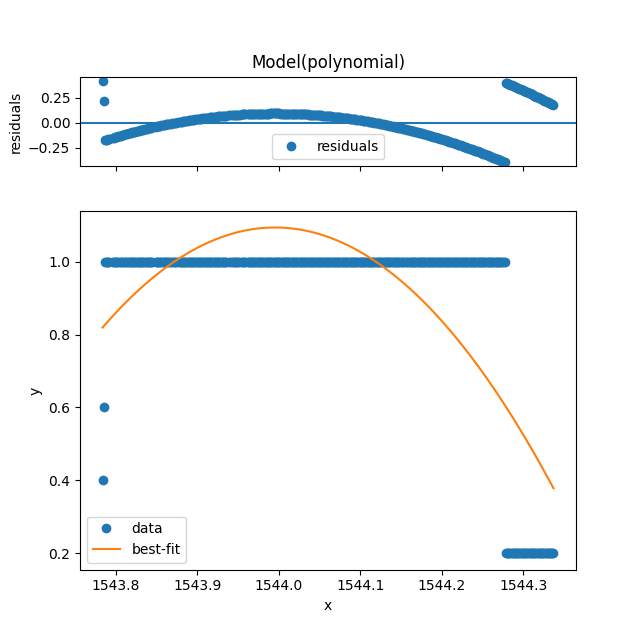 Model(polynomial)
residuals
0.25
0.00
−0.25
residuals
y
1.0
0.8
0.6
0.4
0.2
data
best-fit
1543.8 1543.9 1544.0 1544.1 1544.2 1544.3
x